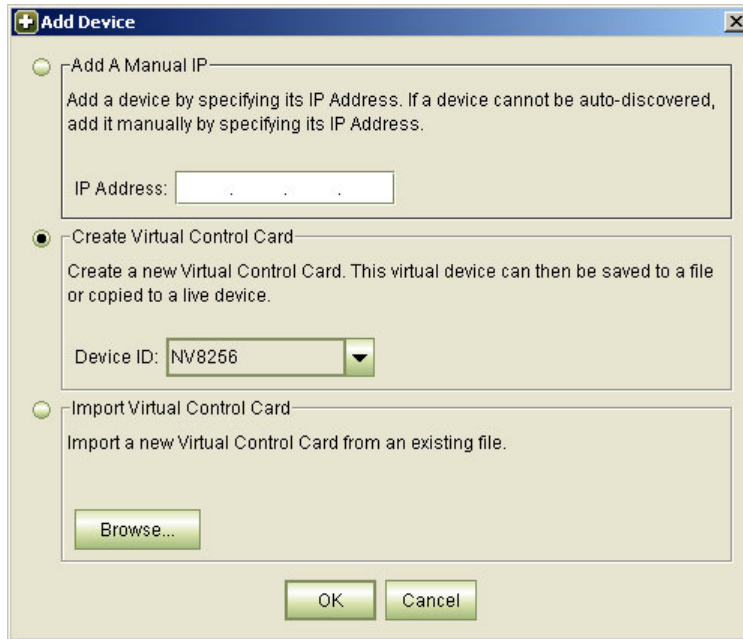 Add Device
Add A Manual IP
Add a device by specifying its IP Address. If a device cannot be auto-discovered,
add it manually by specifying its IP Address.
IP Address: . . .
Create Virtual Control Card
Create a new Virtual Control Card. This virtual device can then be saved to a file
or copied to a live device.
Device ID: NV8256
Import Virtual Control Card
Import a new Virtual Control Card from an existing file.
Browse...
OK Cancel